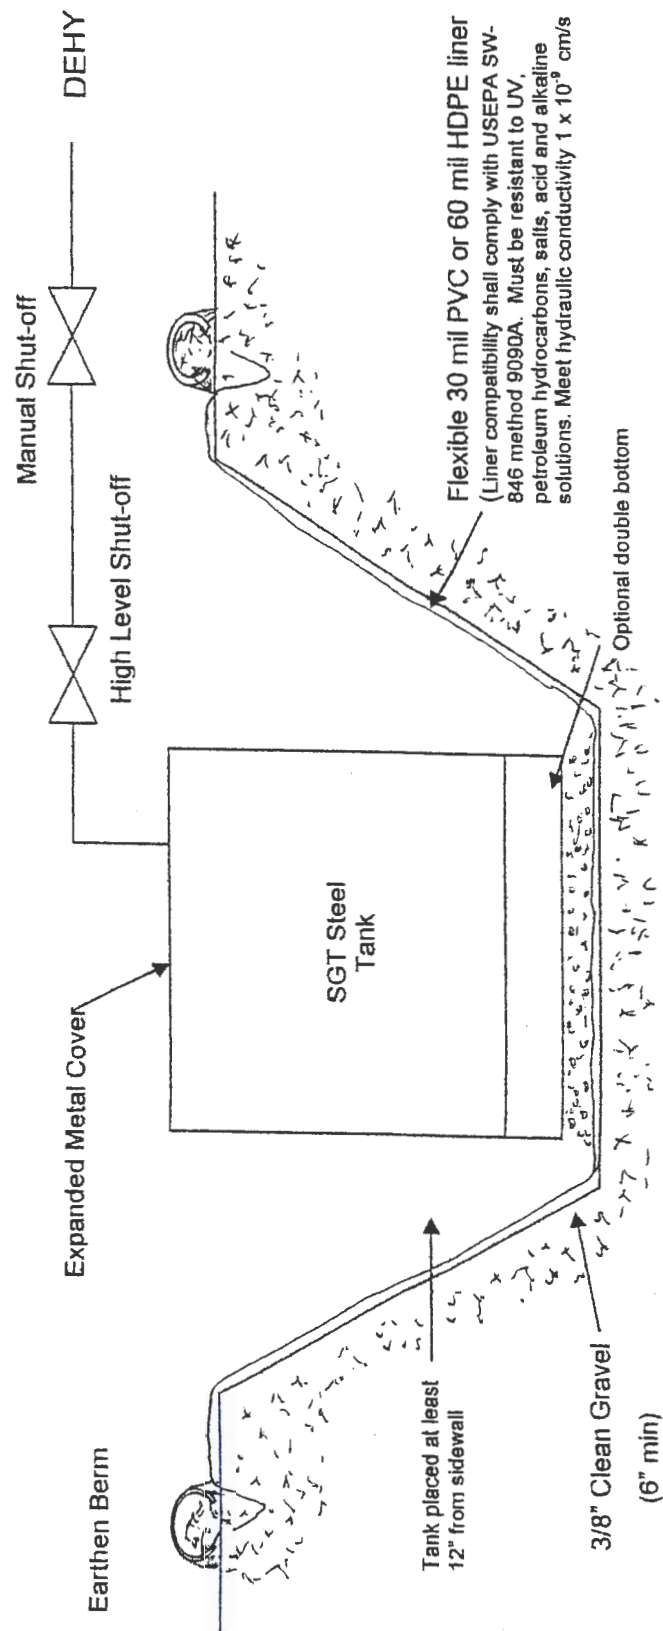 Earthen Berm
Expanded Metal Cover
Manual Shut-off
DEHY
High Level Shut-off
SGT Steel
Tank
Flexible 30 mil PVC or 60 mil HDPE liner
(Liner compatibility shall comply with USEPA SW-
846 method 9090A. Must be resistant to UV,
petroleum hydrocarbons, salts, acid and alkaline
solutions. Meet hydraulic conductivity 1 x 10⁻⁹ cm/s
Tank placed at least
12" from sidewall
Optional double bottom
3/8" Clean Gravel
(6" min)